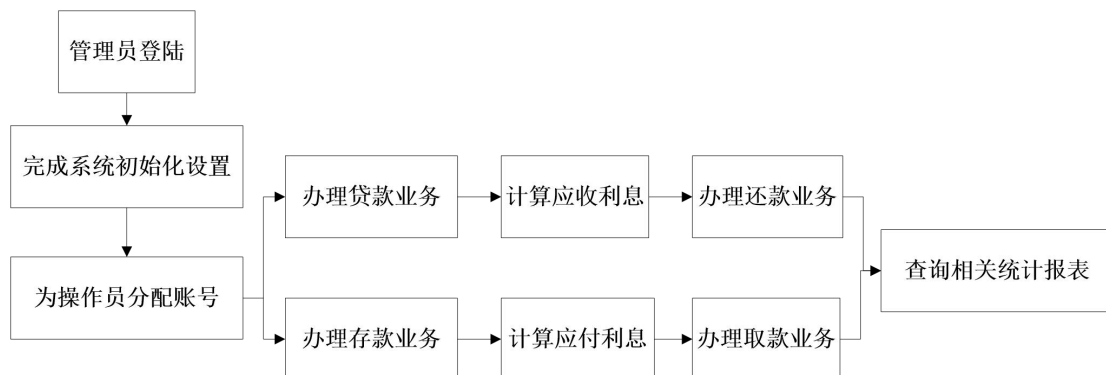 管理员登陆
完成系统初始化设置
为操作员分配账号
办理贷款业务
计算应收利息
办理还款业务
办理存款业务
计算应付利息
办理取款业务
查询相关统计报表